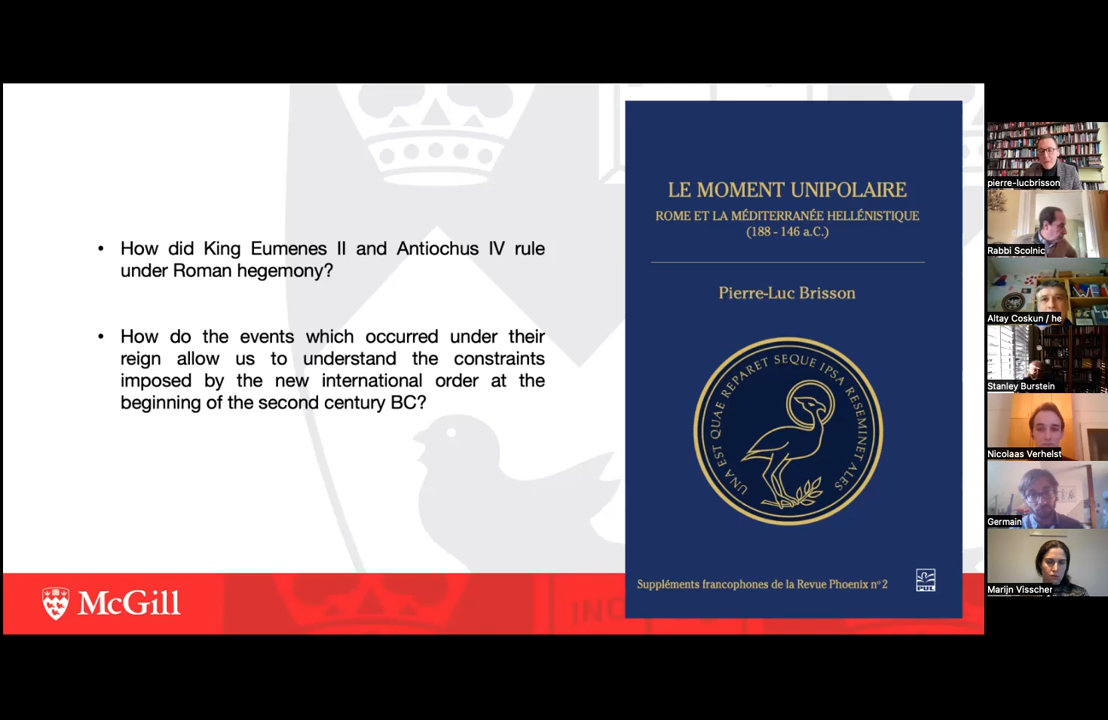 • How did King Eumenes II and Antiochus IV rule
under Roman hegemony?
• How do the events which occurred under their
reign allow us to understand the constraints
imposed by the new international order at the
beginning of the second century BC?
McGill
LE MOMENT UNIPOLAIRE
ROME ET LA MÉDITERRANÉE HELLÉNISTIQUE
(188 - 146 a.C.)
Pierre-Luc Brisson
UNA EST QUAE REPARET SEQUE IPSA RESEMINET ALES
Suppléments francophones de la Revue Phoenix nº 2
PUL
pierre-lucbrisson
Rabbi Scolnic
Altay Coskun / he
Stanley Burstein
Nicolaas Verhelst
Germain
Marijn Visscher